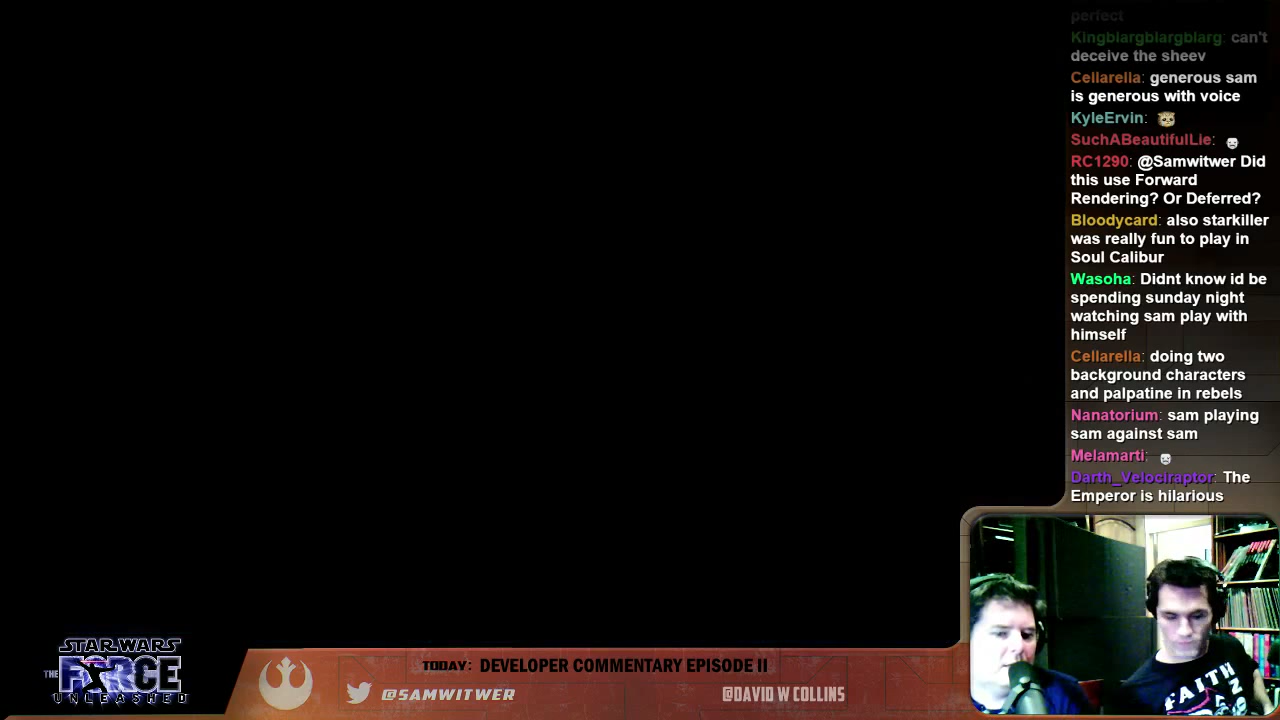 perfect
Kingblargblargblarg: can't
deceive the sheev
Cellarella: generous sam
is generous with voice
KyleErvin:
SuchABeautifulLie:
RC1290: @Samwitwer Did
this use Forward
Rendering? Or Deferred?
Bloodycard: also starkiller
was really fun to play in
Soul Calibur
Wasoha: Didnt know id be
spending sunday night
watching sam play with
himself
Cellarella: doing two
background characters
and palpatine in rebels
Nanatorium: sam playing
sam against sam
Melamarti:
Darth_Velociraptor: The
Emperor is hilarious
STAR WARS
THE FORCE
UNLEASHED
TODAY: DEVELOPER COMMENTARY EPISODE II
@SAMWITWER
@DAVID W COLLINS
FAITH